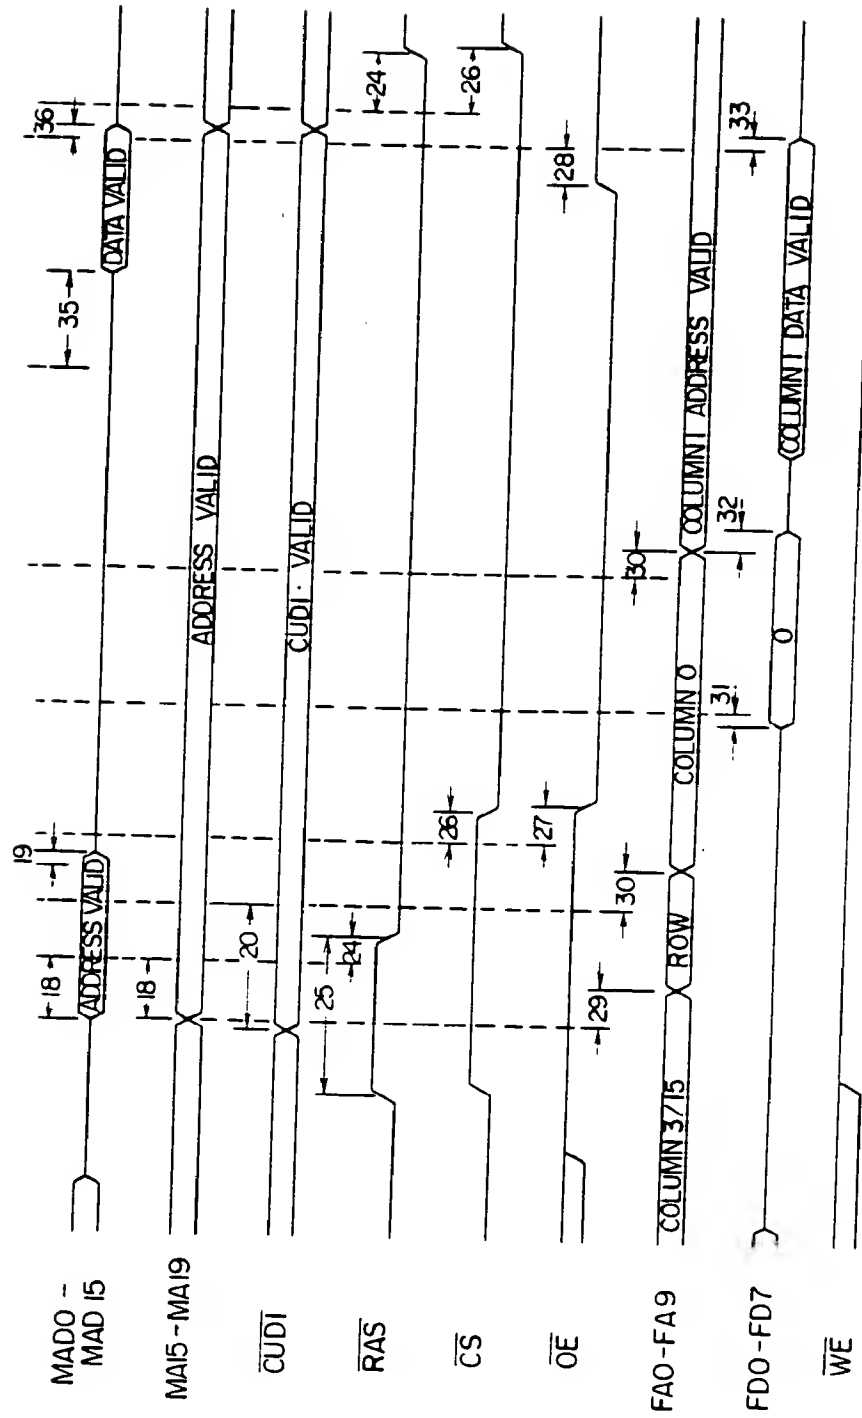 MAD0 -
MAD 15
ADDRESS VALID
DATA VALID
18
19
35
36
MA15-MA19
18
ADDRESS VALID
CUDI
20
CUDI · VALID
RAS
25
24
24
CS
26
26
OE
27
28
FA0-FA9
COLUMN 3/15
29
ROW
30
COLUMN 0
30
COLUMN 1 ADDRESS VALID
FD0-FD7
31
0
32
COLUMN 1 DATA VALID
33
WE